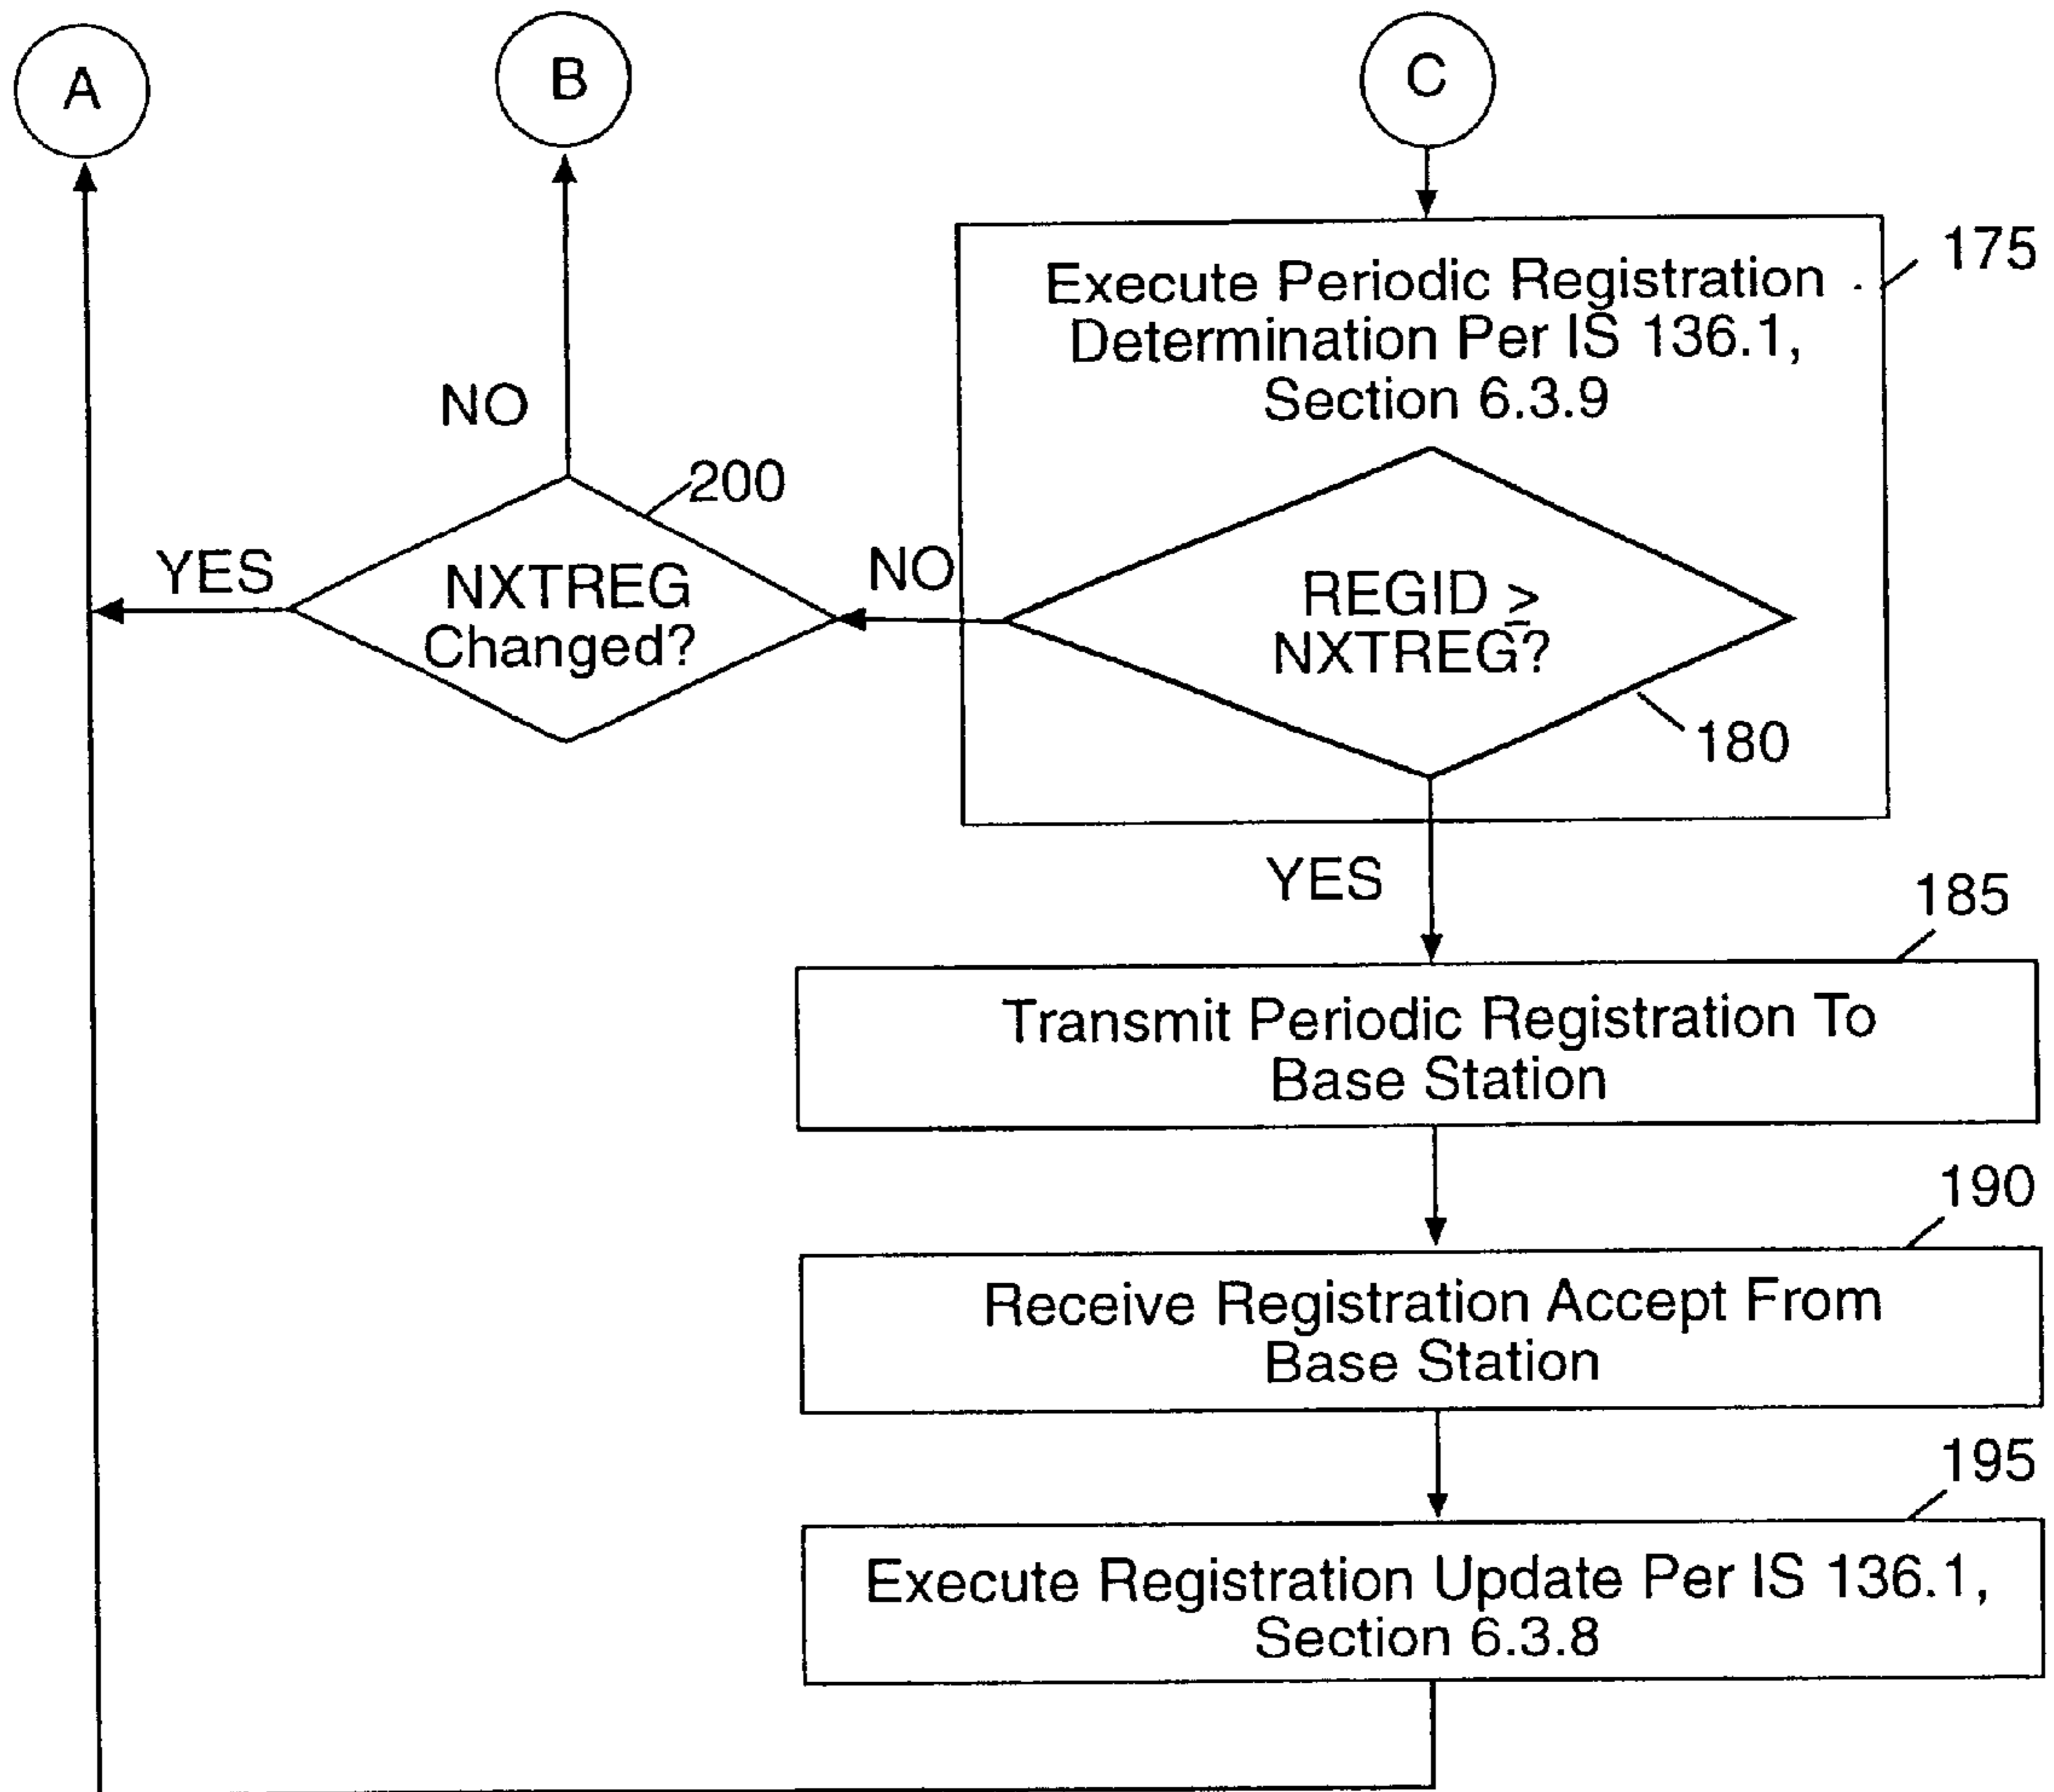 A
B
C
175
Execute Periodic Registration
Determination Per IS 136.1,
Section 6.3.9
NO
200
YES
NXTREG
Changed?
NO
REGID ≥
NXTREG?
180
YES
185
Transmit Periodic Registration To
Base Station
190
Receive Registration Accept From
Base Station
195
Execute Registration Update Per IS 136.1,
Section 6.3.8